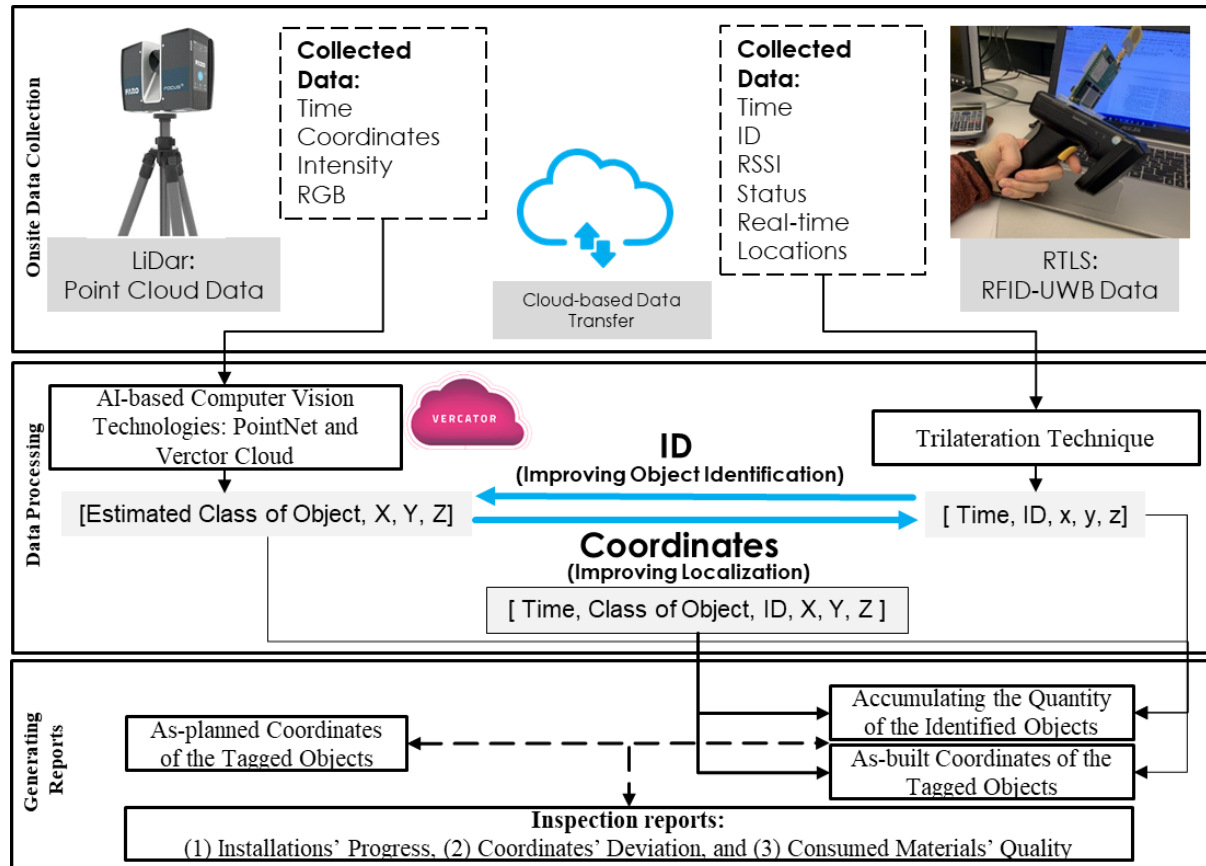 Onsite Data Collection
FARO
FOCUS
LiDar:
Point Cloud Data
Collected
Data:
Time
Coordinates
Intensity
RGB
Cloud-based Data
Transfer
Collected
Data:
Time
ID
RSSI
Status
Real-time
Locations
RTLS:
RFID-UWB Data
Data Processing
AI-based Computer Vision
Technologies: PointNet and
Verctor Cloud
VERCATOR
ID
(Improving Object Identification)
Trilateration Technique
[Estimated Class of Object, X, Y, Z]
[ Time, ID, x, y, z]
Coordinates
(Improving Localization)
[ Time, Class of Object, ID, X, Y, Z ]
Generating
Reports
As-planned Coordinates
of the Tagged Objects
Accumulating the Quantity
of the Identified Objects
As-built Coordinates of the
Tagged Objects
Inspection reports:
(1) Installations’ Progress, (2) Coordinates’ Deviation, and (3) Consumed Materials’ Quality